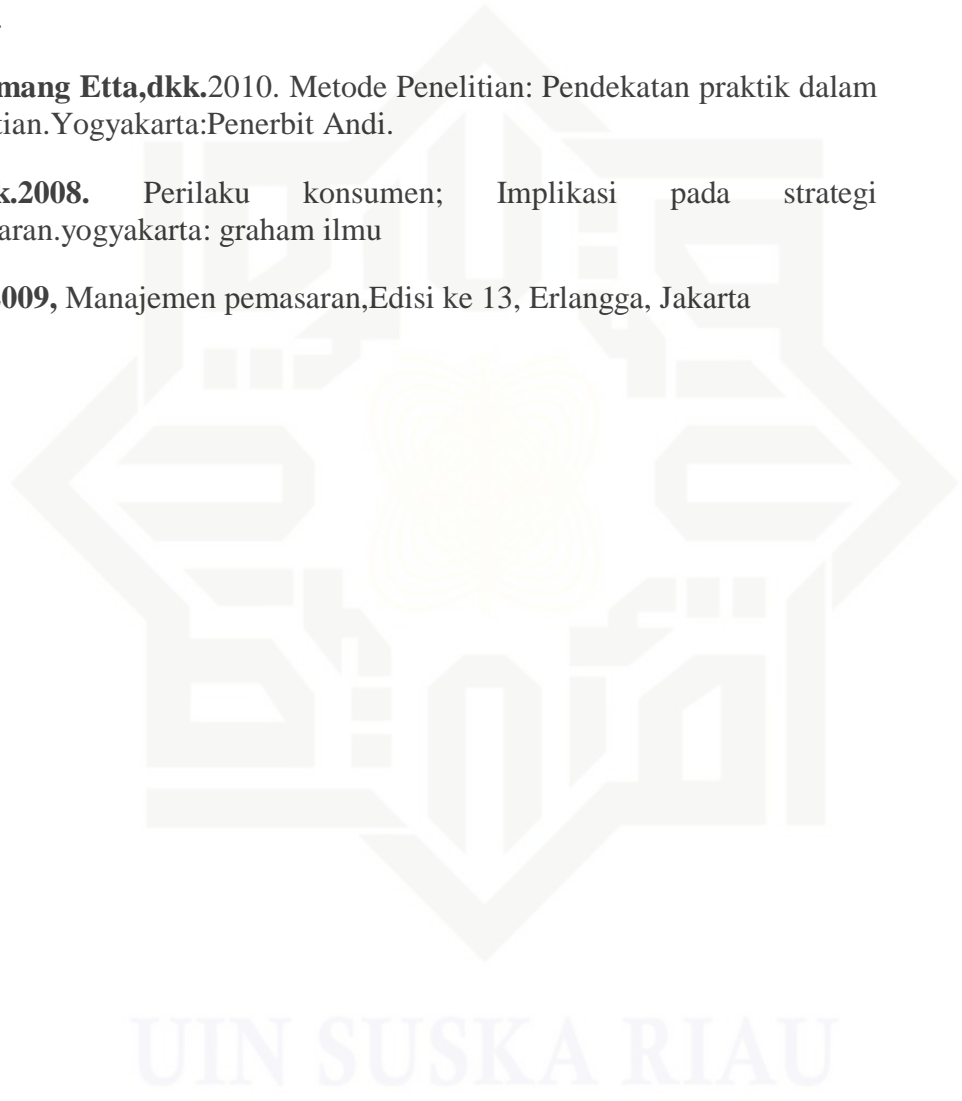 mang Etta,dkk.2010. Metode Penelitian: Pendekatan praktik dalam
tian.Yogyakarta:Penerbit Andi.
k.2008. Perilaku konsumen; Implikasi pada strategi
aran.yogyakarta: graham ilmu
009, Manajemen pemasaran,Edisi ke 13, Erlangga, Jakarta
UIN SUSKA RIAU